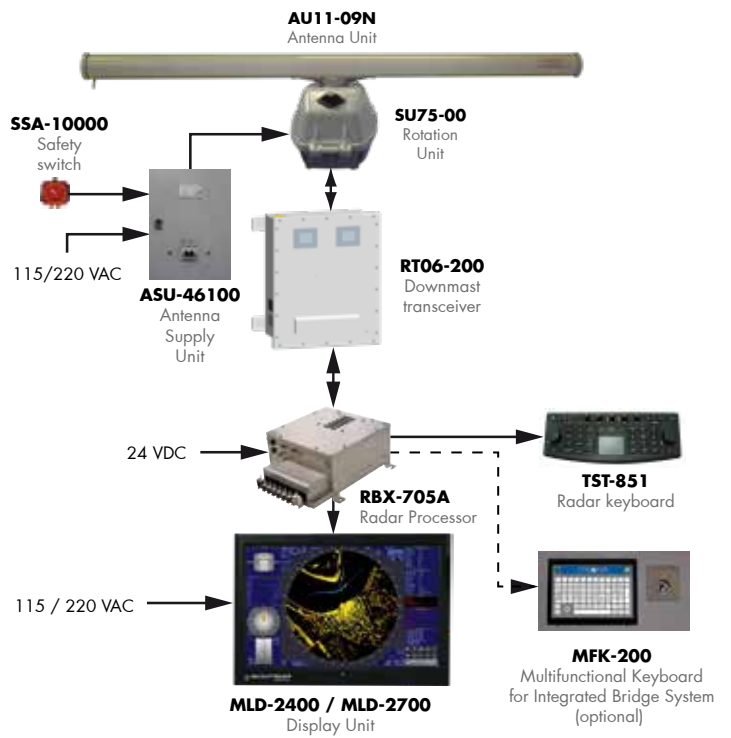 AU11-09N
Antenna Unit
SSA-10000
Safety
switch
SU75-00
Rotation
Unit
115/220 VAC
ASU-46100
Antenna
Supply
Unit
RT06-200
Downmast
transceiver
24 VDC
RBX-705A
Radar Processor
TST-851
Radar keyboard
115 / 220 VAC
MLD-2400 / MLD-2700
Display Unit
MFK-200
Multifunctional Keyboard
for Integrated Bridge System
(optional)